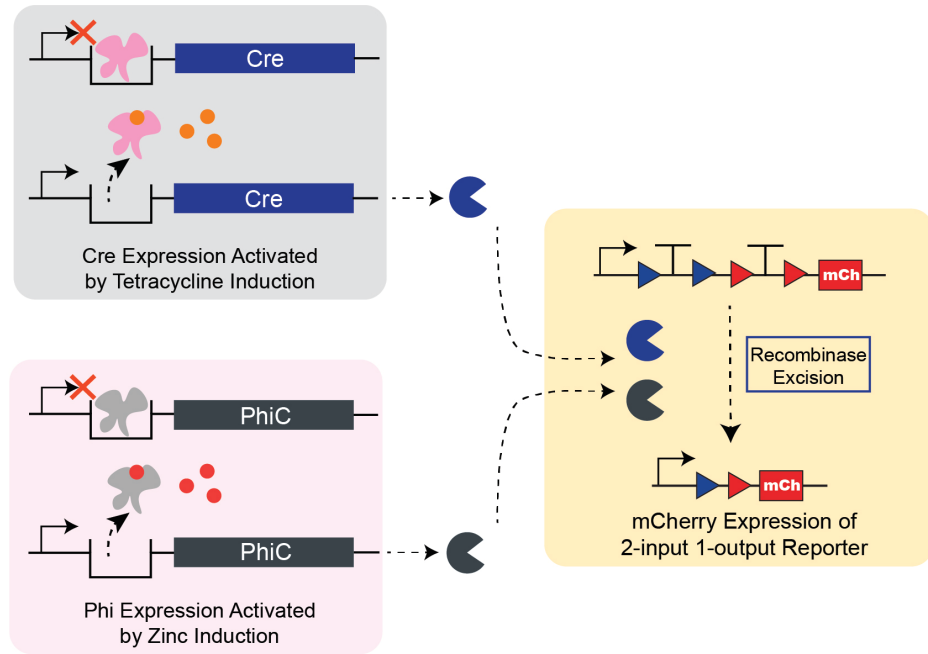 Cre
Cre
Cre Expression Activated
by Tetracycline Induction
PhiC
PhiC
Phi Expression Activated
by Zinc Induction
mCh
Recombinase
Excision
mCh
mCherry Expression of
2-input 1-output Reporter